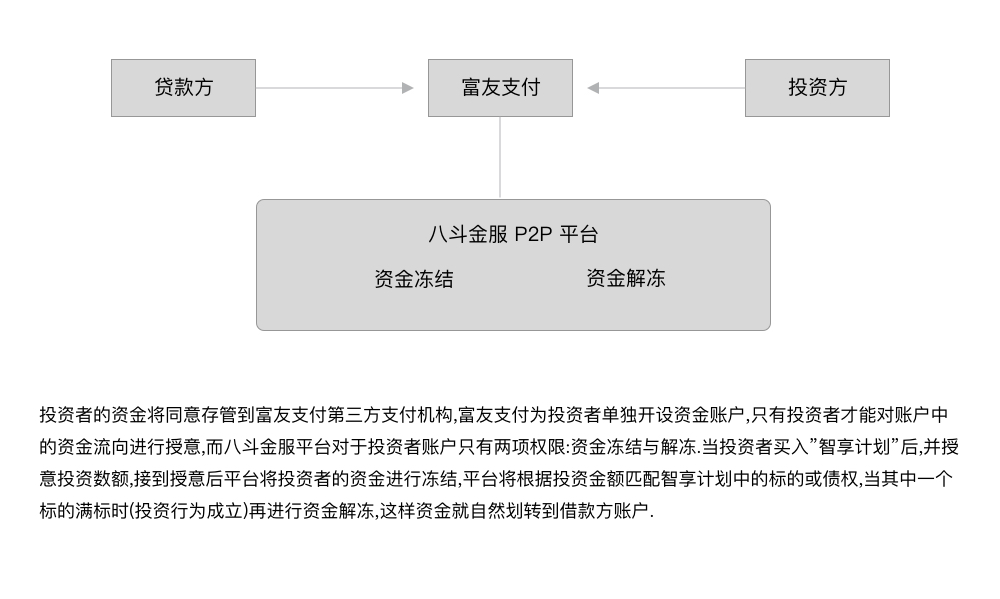 贷款方
富友支付
投资方
八斗金服 P2P 平台
资金冻结
资金解冻
投资者的资金将同意存管到富友支付第三方支付机构,富友支付为投资者单独开设资金账户,只有投资者才能对账户中
的资金流向进行授意,而八斗金服平台对于投资者账户只有两项权限:资金冻结与解冻.当投资者买入”智享计划”后,并授
意投资数额,接到授意后平台将投资者的资金进行冻结,平台将根据投资金额匹配智享计划中的标的或债权,当其中一个
标的满标时(投资行为成立)再进行资金解冻,这样资金就自然划转到借款方账户.